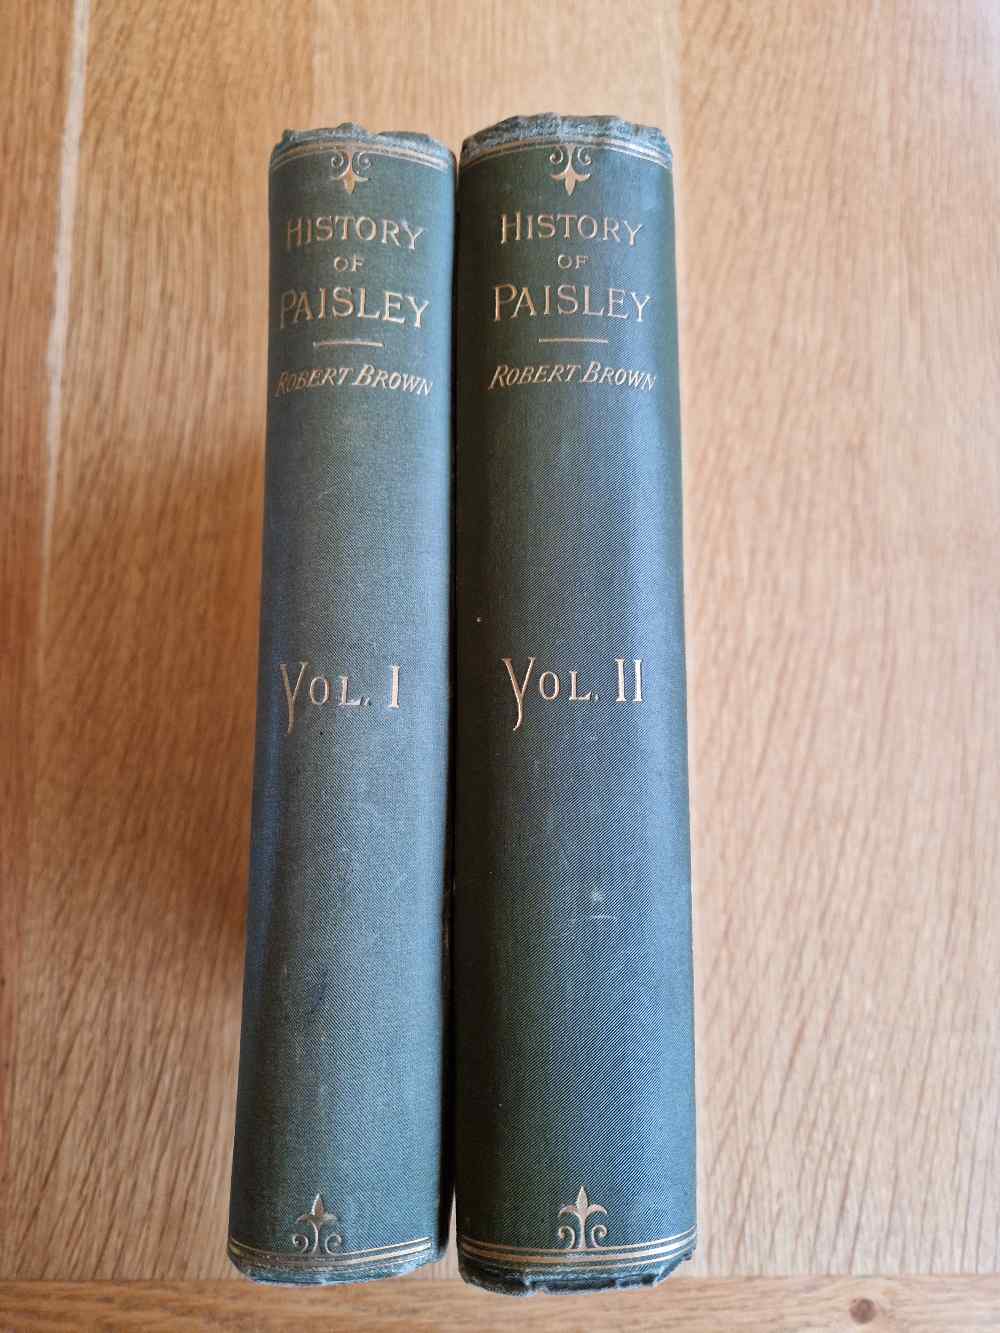 HISTORY
OF
PAISLEY
ROBERT BROWN
VOL. I
HISTORY
OF
PAISLEY
ROBERT BROWN
VOL. II